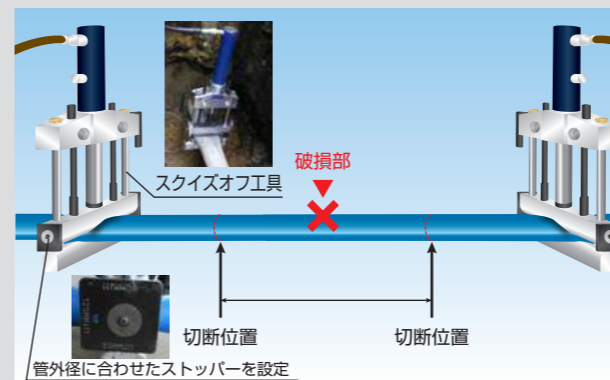 破損部
スクイズオフ工具
切断位置
切断位置
管外径に合わせたストッパーを設定